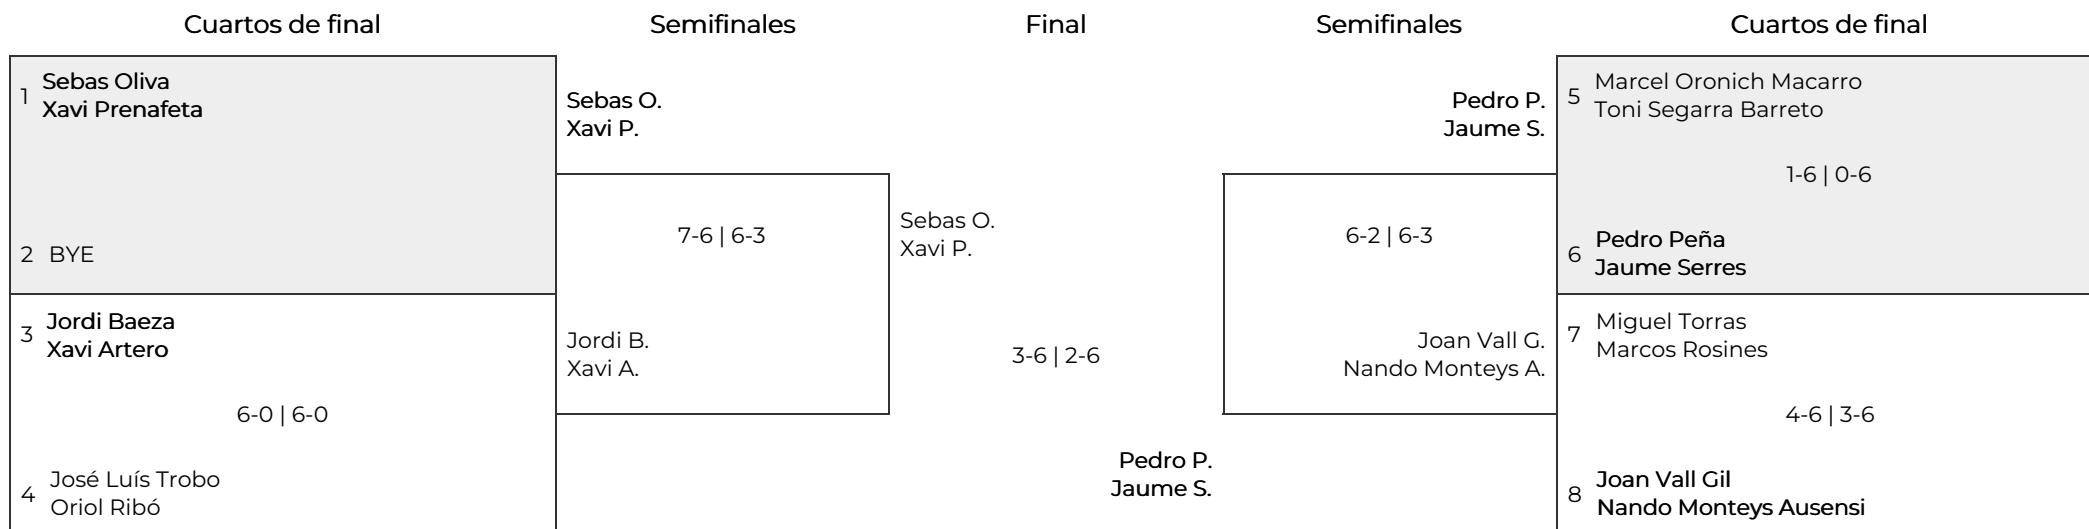 Cuartos de final
Semifinales
Final
Semifinales
Cuartos de final
1
Sebas Oliva
Xavi Prenafeta
2 BYE
3
Jordi Baeza
Xavi Artero
6-0 | 6-0
4
José Luís Trobo
Oriol Ribó
Sebas O.
Xavi P.
7-6 | 6-3
Jordi B.
Xavi A.
Sebas O.
Xavi P.
3-6 | 2-6
Pedro P.
Jaume S.
Pedro P.
Jaume S.
6-2 | 6-3
Joan Vall G.
Nando Monteys A.
5
Marcel Oronich Macarro
Toni Segarra Barreto
1-6 | 0-6
6
Pedro Peña
Jaume Serres
7
Miguel Torras
Marcos Rosines
4-6 | 3-6
8
Joan Vall Gil
Nando Monteys Ausensi